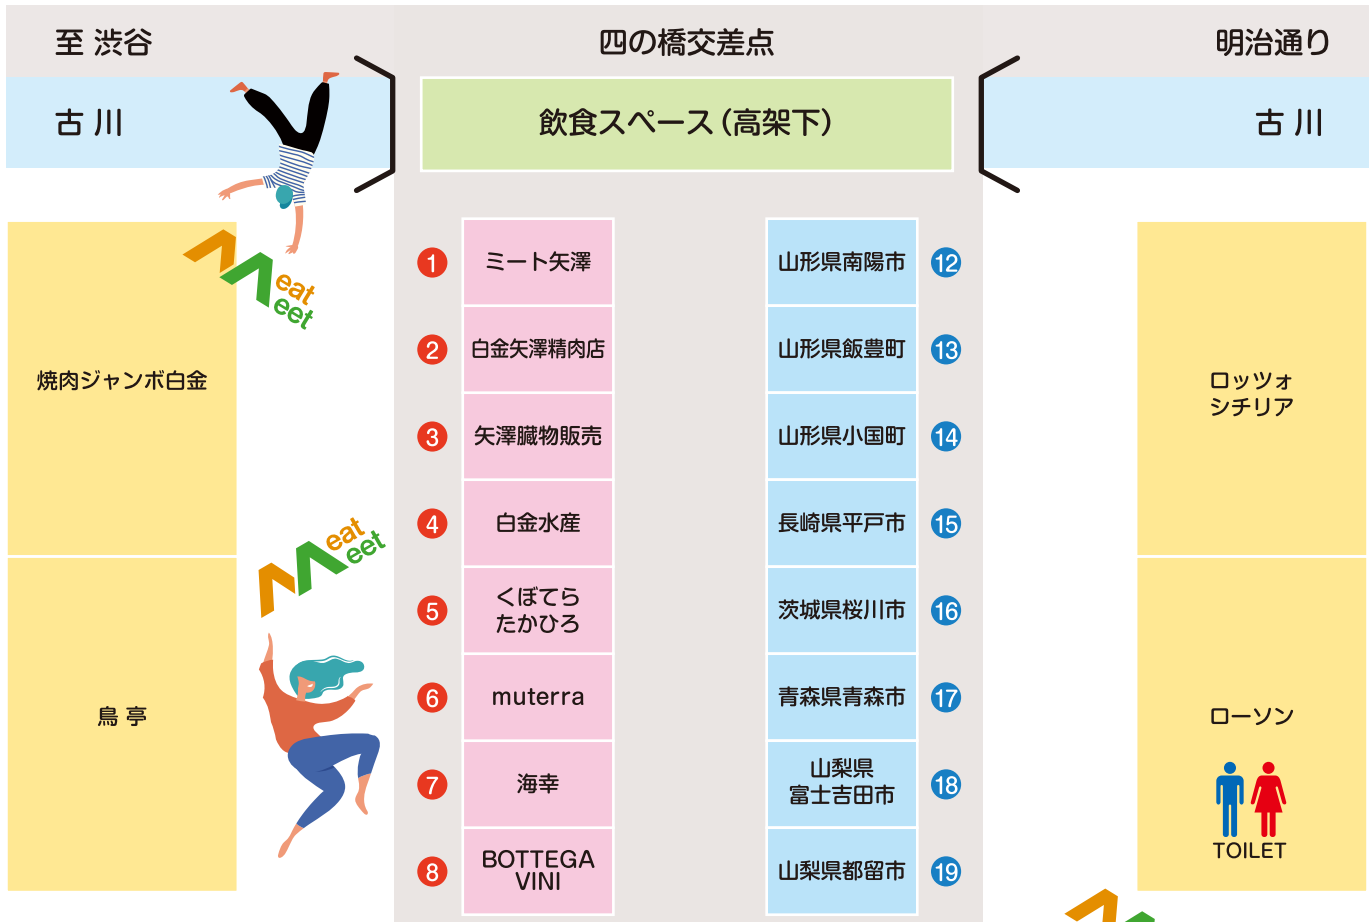 至 渋谷
四の橋交差点
明治通り
古 川
飲食スペース（高架下）
古 川
焼肉ジャンボ白金
鳥 亭
eat
eet
eat
eet
1 ミート矢澤
2 白金矢澤精肉店
3 矢澤臓物販売
4 白金水産
5 くぼてら
たかひろ
6 muterra
7 海幸
8 BOTTEGA
VINI
山形県南陽市 12
山形県飯豊町 13
山形県小国町 14
長崎県平戸市 15
茨城県桜川市 16
青森県青森市 17
山梨県
富士吉田市 18
山梨県都留市 19
ロッツォ
シチリア
ローソン
TOILET